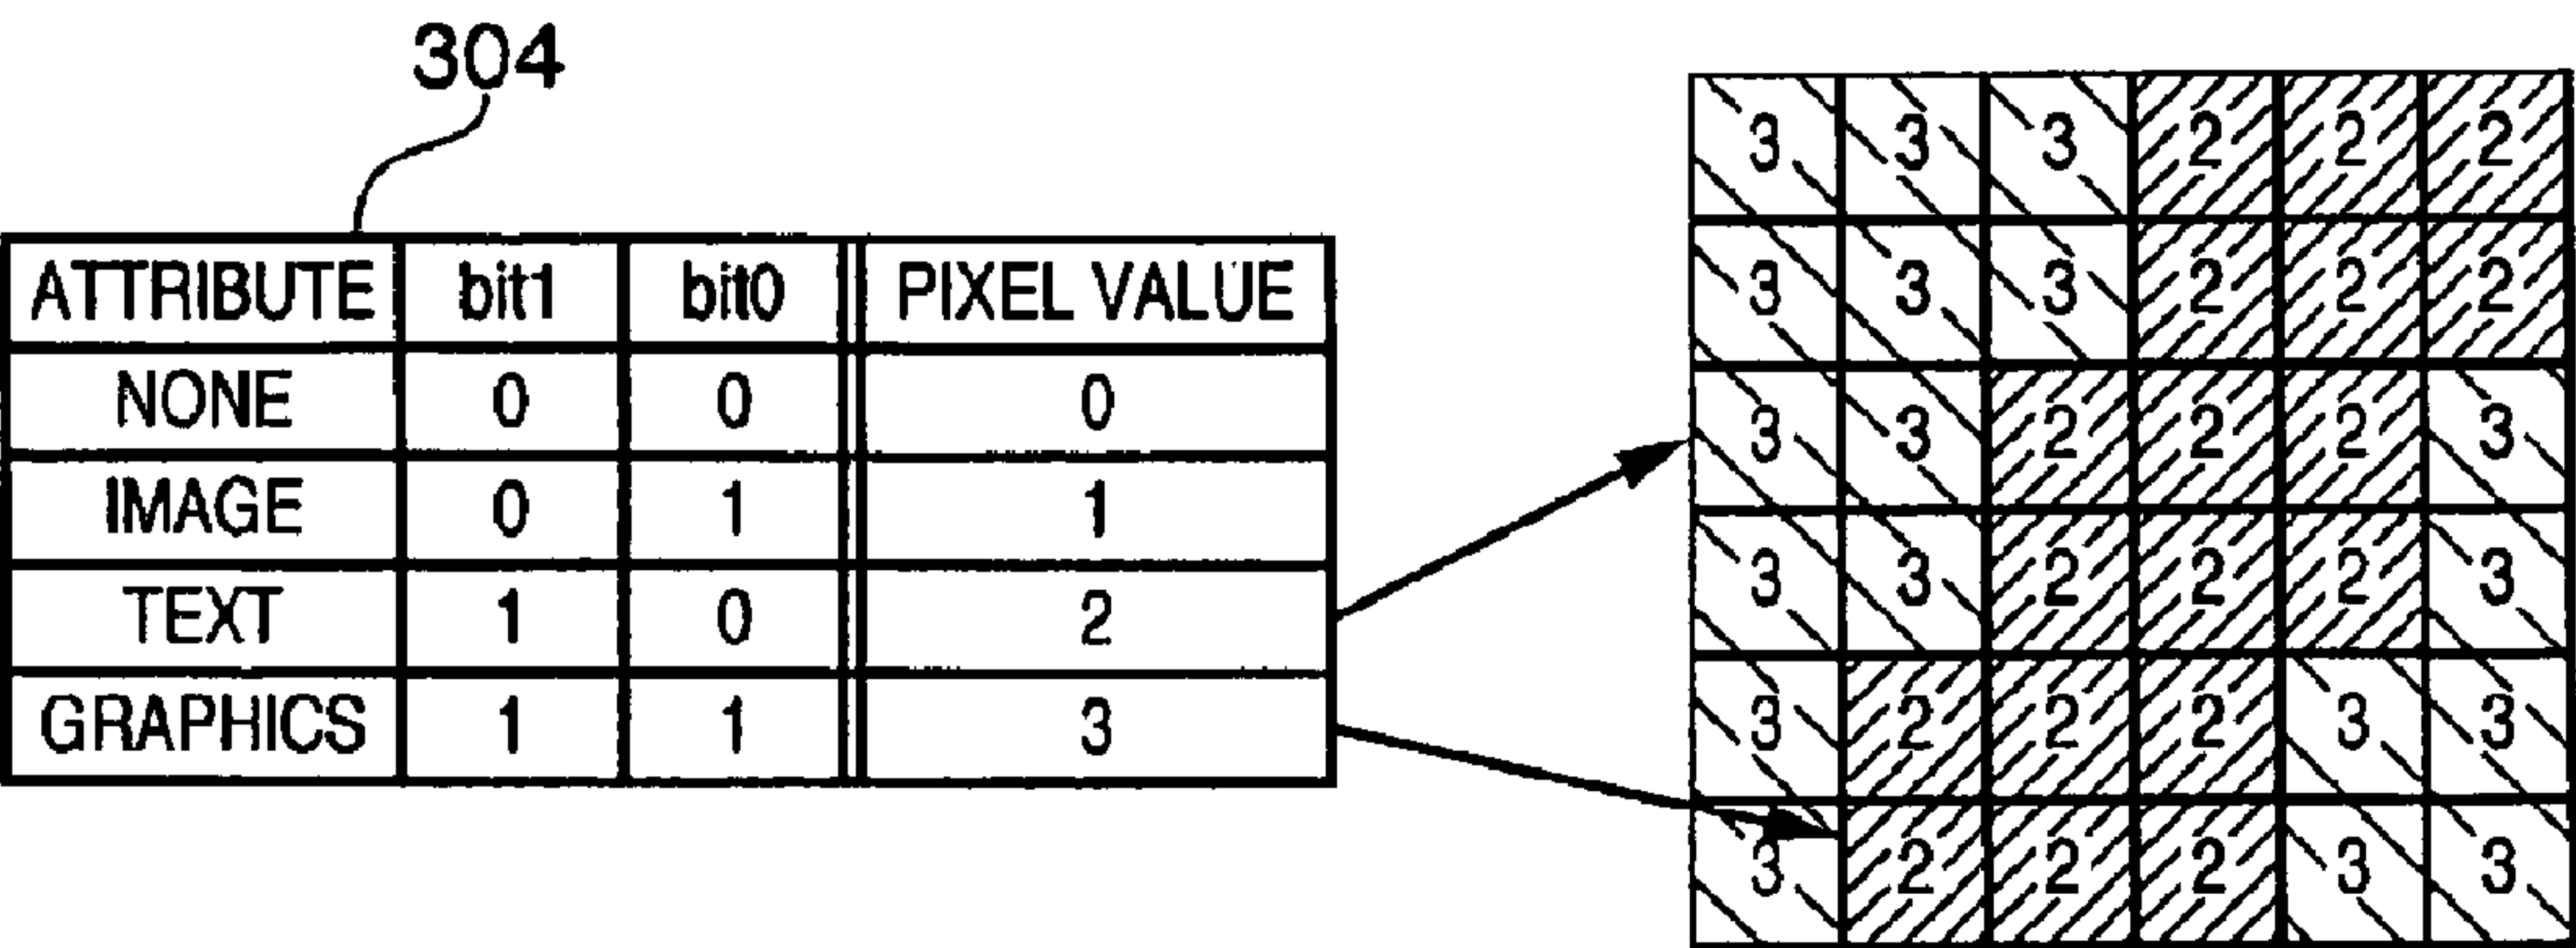 304
ATTRIBUTE bit1 bit0 PIXEL VALUE
NONE 0 0 0
IMAGE 0 1 1
TEXT 1 0 2
GRAPHICS 1 1 3
3 3 3 2 2 2
3 3 3 2 2 2
3 3 2 2 2 3
3 3 2 2 2 3
3 2 2 2 3 3
3 2 2 2 3 3